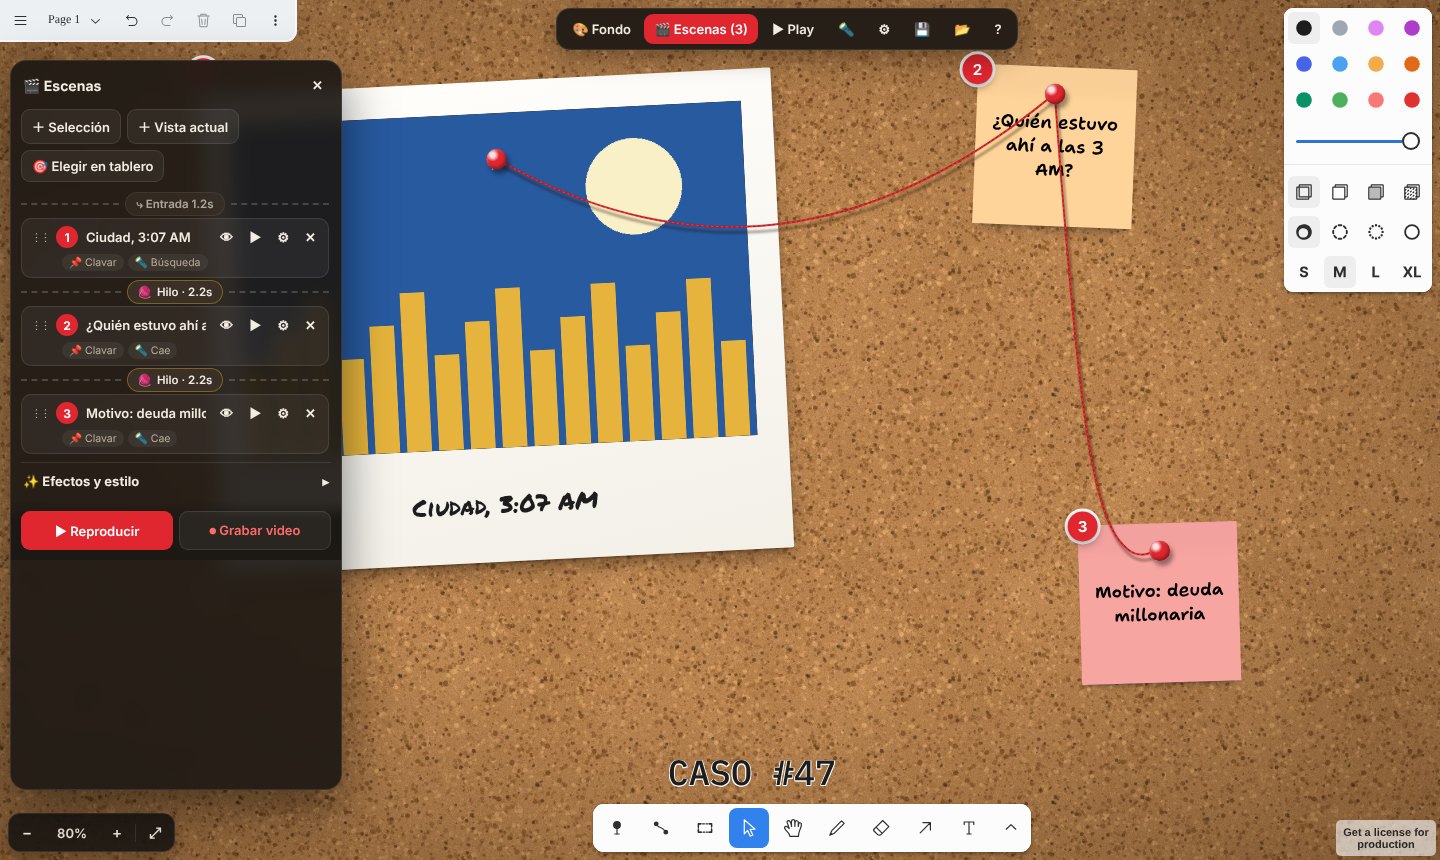 Page 1
🎨 Fondo
🎬 Escenas (3)
▶ Play
?
🎬 Escenas
+ Selección
+ Vista actual
🎯 Elegir en tablero
Entrada 1.2s
1 Ciudad, 3:07 AM
📌 Clavar
🔦 Búsqueda
🧶 Hilo · 2.2s
2 ¿Quién estuvo ahí a
📌 Clavar
🔦 Cae
🧶 Hilo · 2.2s
3 Motivo: deuda millo
📌 Clavar
🔦 Cae
✨ Efectos y estilo
▶ Reproducir
● Grabar video
Ciudad, 3:07 AM
2
¿Quién estuvo
ahí a las 3
AM?
3
Motivo: deuda
millonaria
CASO #47
S M L XL
− 80% +
T
Get a license for
production